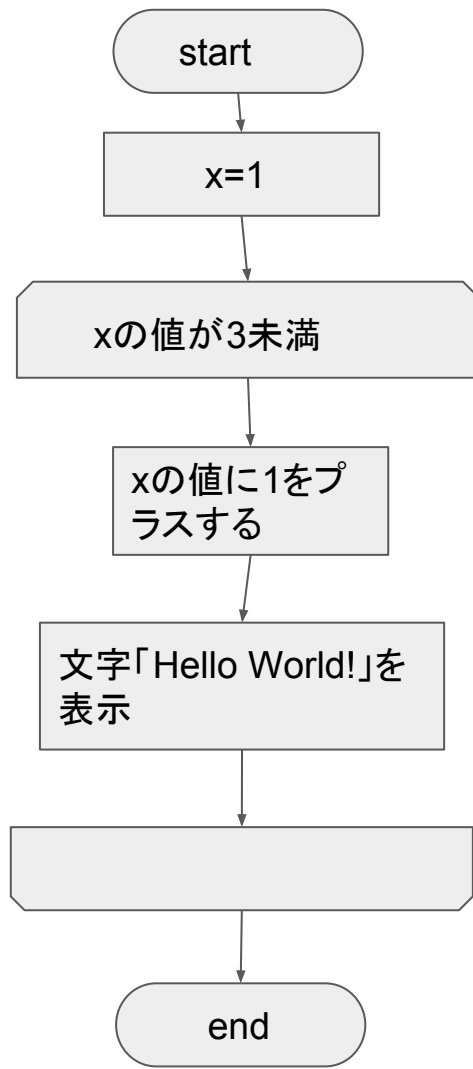 start
x=1
xの値が3未満
xの値に1をプ
ラスする
文字「Hello World!」を
表示
end